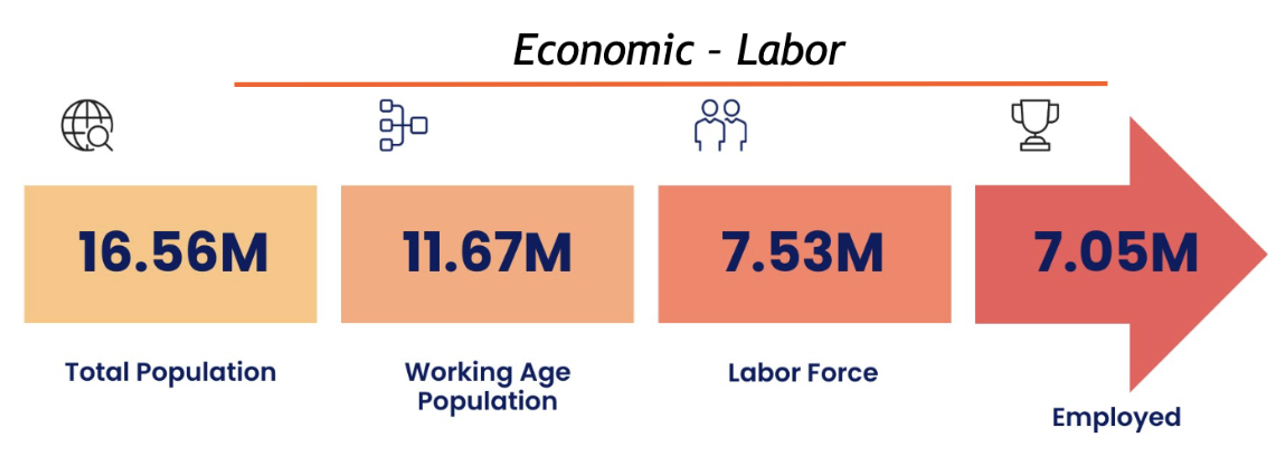 Economic – Labor
16.56M
11.67M
7.53M
7.05M
Total Population
Working Age
Population
Labor Force
Employed